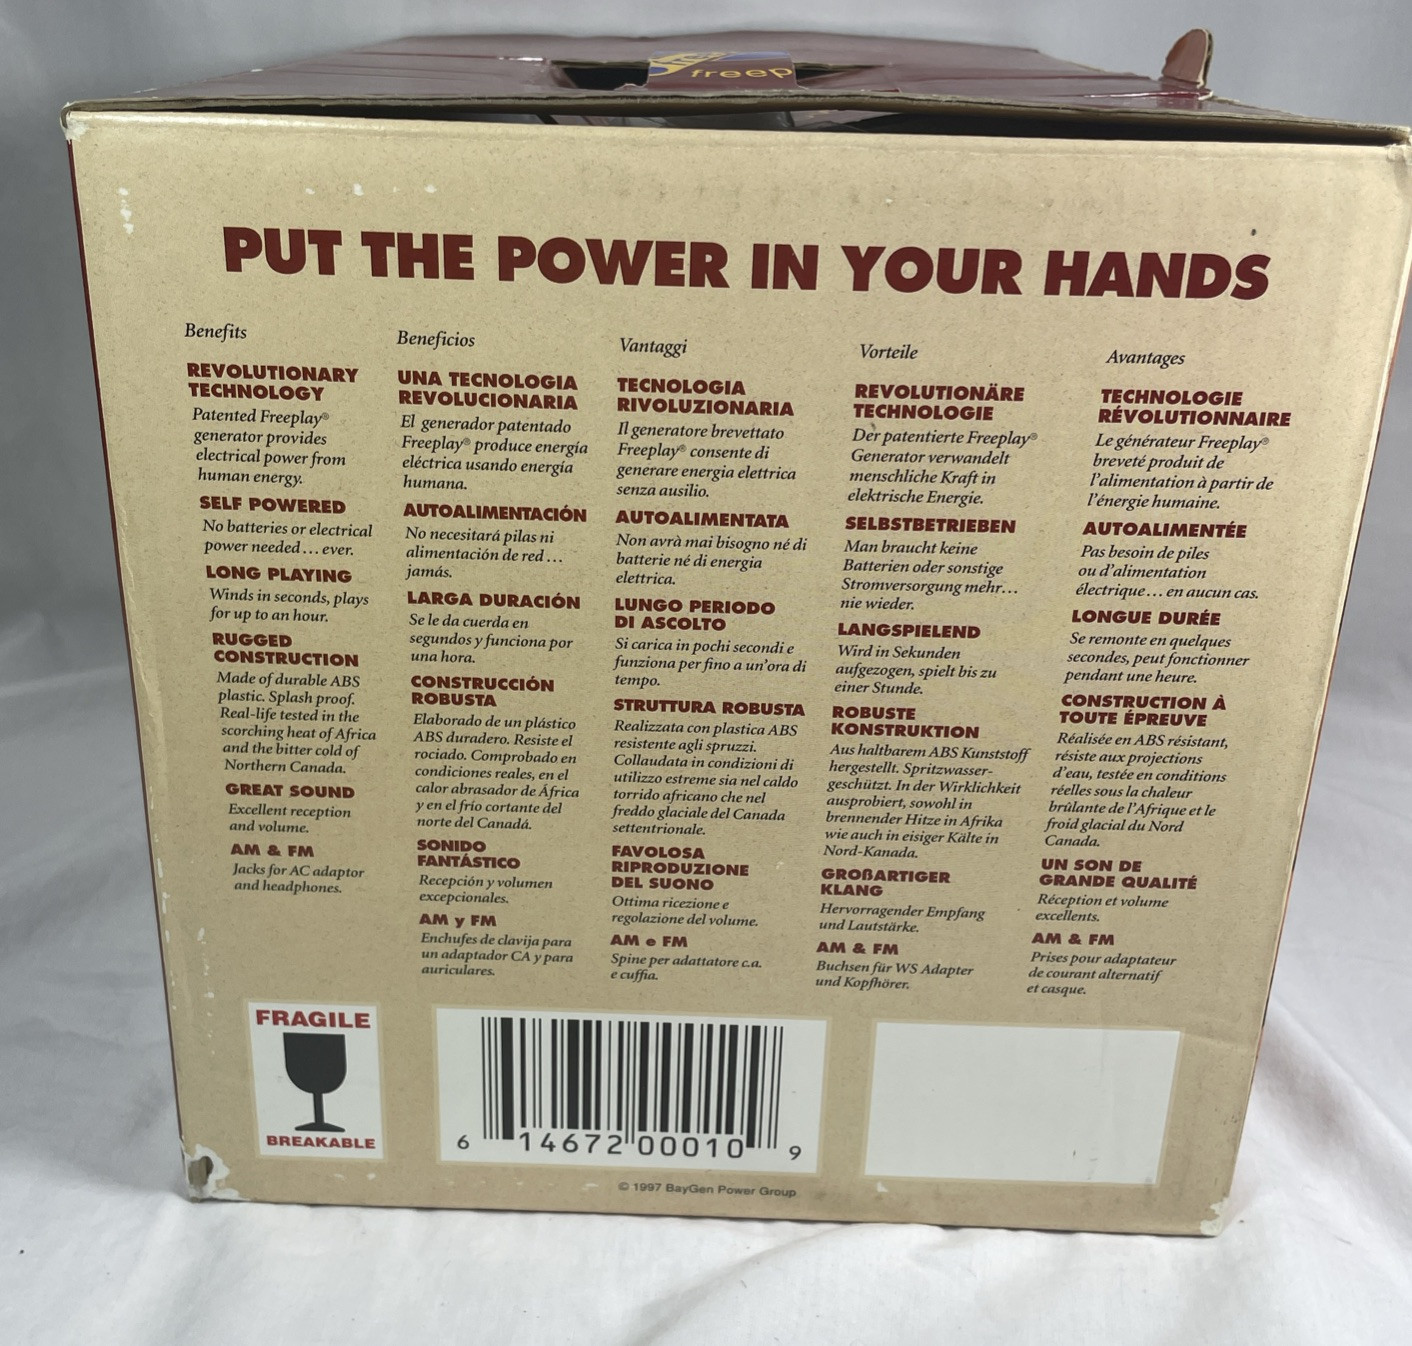 freep
PUT THE POWER IN YOUR HANDS
Benefits
REVOLUTIONARY
TECHNOLOGY
Patented Freeplay®
generator provides
electrical power from
human energy.
SELF POWERED
No batteries or electrical
power needed... ever.
LONG PLAYING
Winds in seconds, plays
for up to an hour.
RUGGED
CONSTRUCTION
Made of durable ABS
plastic. Splash proof.
Real-life tested in the
scorching heat of Africa
and the bitter cold of
Northern Canada.
GREAT SOUND
Excellent reception
and volume.
AM & FM
Jacks for AC adaptor
and headphones.
Beneficios
UNA TECNOLOGIA
REVOLUCIONARIA
El generador patentado
Freeplay® produce energía
eléctrica usando energía
humana.
AUTOALIMENTACIÓN
No necesitará pilas ni
alimentación de red...
jamás.
LARGA DURACIÓN
Se le da cuerda en
segundos y funciona por
una hora.
CONSTRUCCIÓN
ROBUSTA
Elaborado de un plástico
ABS duradero. Resiste el
rociado. Comprobado en
condiciones reales, en el
calor abrasador de África
y en el frío cortante del
norte del Canadá.
SONIDO
FANTÁSTICO
Recepción y volumen
excepcionales.
AM y FM
Enchufes de clavija para
un adaptador CA y para
auriculares.
Vantaggi
TECNOLOGIA
RIVOLUZIONARIA
Il generatore brevettato
Freeplay® consente di
generare energia elettrica
senza ausilio.
AUTOALIMENTATA
Non avrà mai bisogno né di
batterie né di energia
elettrica.
LUNGO PERIODO
DI ASCOLTO
Si carica in pochi secondi e
funziona per fino a un'ora di
tempo.
STRUTTURA ROBUSTA
Realizzata con plastica ABS
resistente agli spruzzi.
Collaudata in condizioni di
utilizzo estreme sia nel caldo
torrido africano che nel
freddo glaciale del Canada
settentrionale.
FAVOLOSA
RIPRODUZIONE
DEL SUONO
Ottima ricezione e
regolazione del volume.
AM e FM
Spine per adattatore c.a.
e cuffia.
Vorteile
REVOLUTIONÄRE
TECHNOLOGIE
Der patentierte Freeplay®
Generator verwandelt
menschliche Kraft in
elektrische Energie.
SELBSTBETRIEBEN
Man braucht keine
Batterien oder sonstige
Stromversorgung mehr...
nie wieder.
LANGSPIELEND
Wird in Sekunden
aufgezogen, spielt bis zu
einer Stunde.
ROBUSTE
KONSTRUKTION
Aus haltbarem ABS Kunststoff
hergestellt. Spritzwasser-
geschützt. In der Wirklichkeit
ausprobiert, sowohl in
brennender Hitze in Afrika
wie auch in eisiger Kälte in
Nord-Kanada.
GROßARTIGER
KLANG
Hervorragender Empfang
und Lautstärke.
AM & FM
Buchsen für WS Adapter
und Kopfhörer.
Avantages
TECHNOLOGIE
RÉVOLUTIONNAIRE
Le générateur Freeplay®
breveté produit de
l'alimentation à partir de
l'énergie humaine.
AUTOALIMENTÉE
Pas besoin de piles
ou d'alimentation
électrique... en aucun cas.
LONGUE DURÉE
Se remonte en quelques
secondes, peut fonctionner
pendant une heure.
CONSTRUCTION À
TOUTE ÉPREUVE
Réalisée en ABS résistant,
résiste aux projections
d'eau, testée en conditions
réelles sous la chaleur
brûlante de l'Afrique et le
froid glacial du Nord
Canada.
UN SON DE
GRANDE QUALITÉ
Réception et volume
excellents.
AM & FM
Prises pour adaptateur
de courant alternatif
et casque.
FRAGILE
BREAKABLE
6 14672 00010 9
© 1997 BayGen Power Group